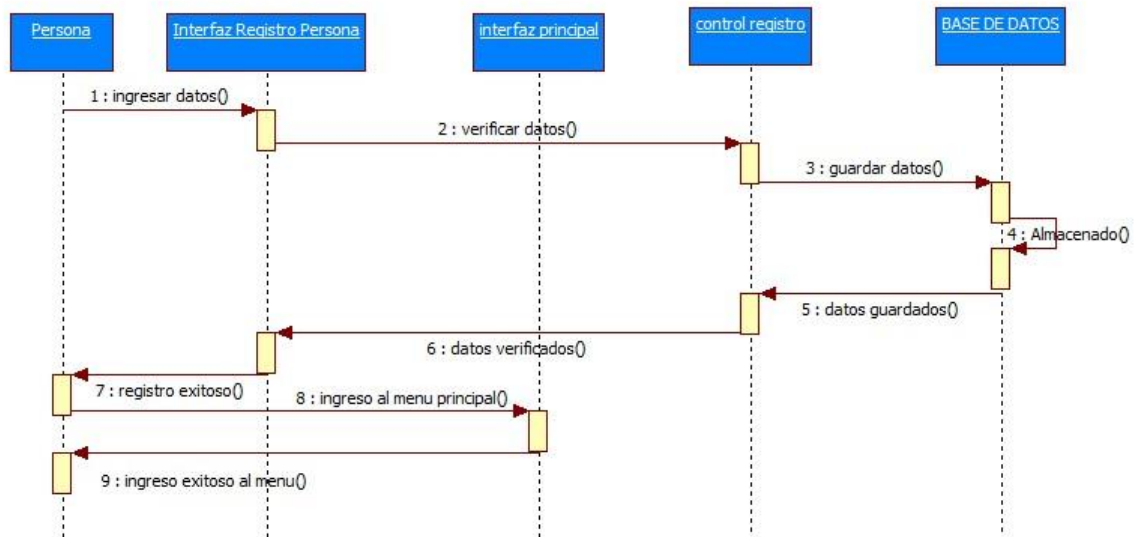 Persona
Interfaz Registro Persona
interfaz principal
control registro
BASE DE DATOS
1 : ingresar datos()
2 : verificar datos()
3 : guardar datos()
4 : Almacenado()
5 : datos guardados()
6 : datos verificados()
7 : registro exitoso()
8 : ingreso al menu principal()
9 : ingreso exitoso al menu()